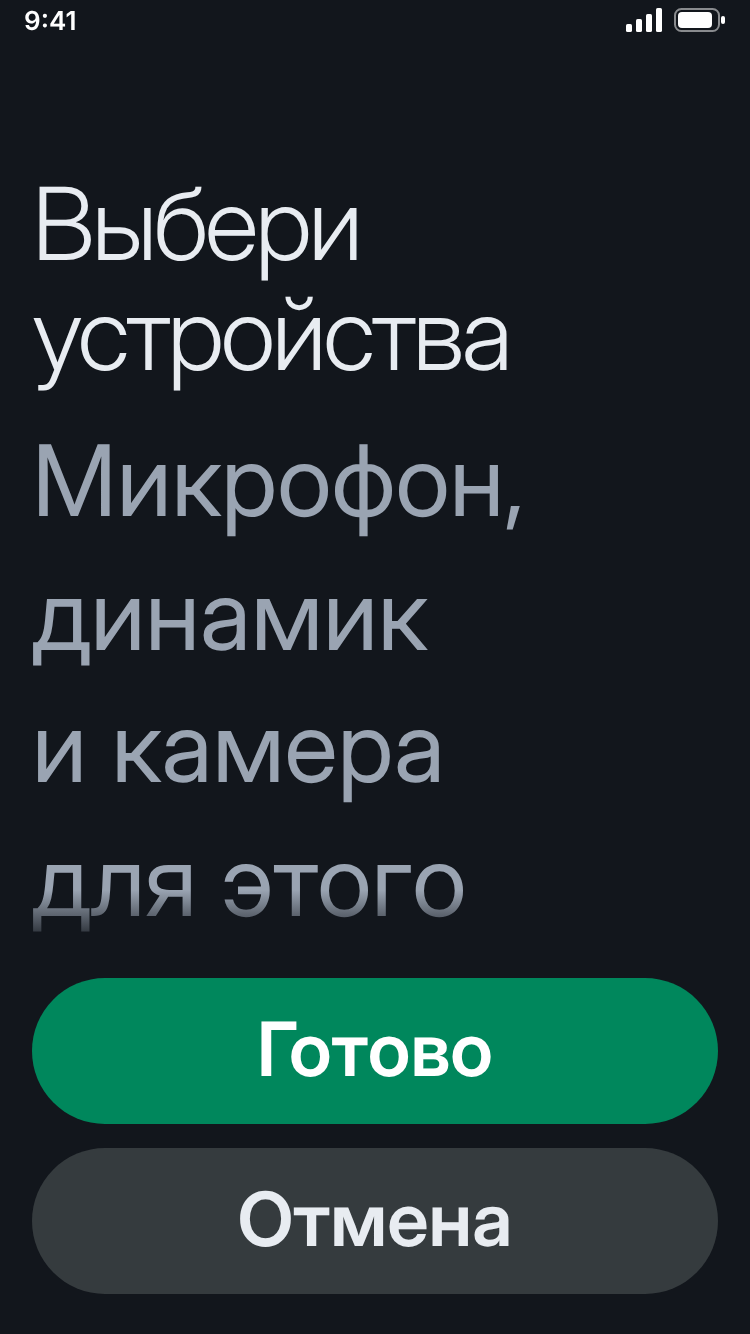 9:41
Выбери
устройства
Микрофон,
динамик
и камера
для этого
Готово
Отмена